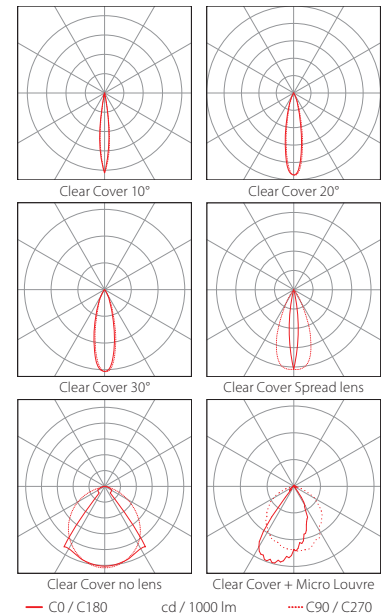 Clear Cover 10°
Clear Cover 20°
Clear Cover 30°
Clear Cover Spread lens
Clear Cover no lens
Clear Cover + Micro Louvre
C0 / C180 cd / 1000 lm C90 / C270